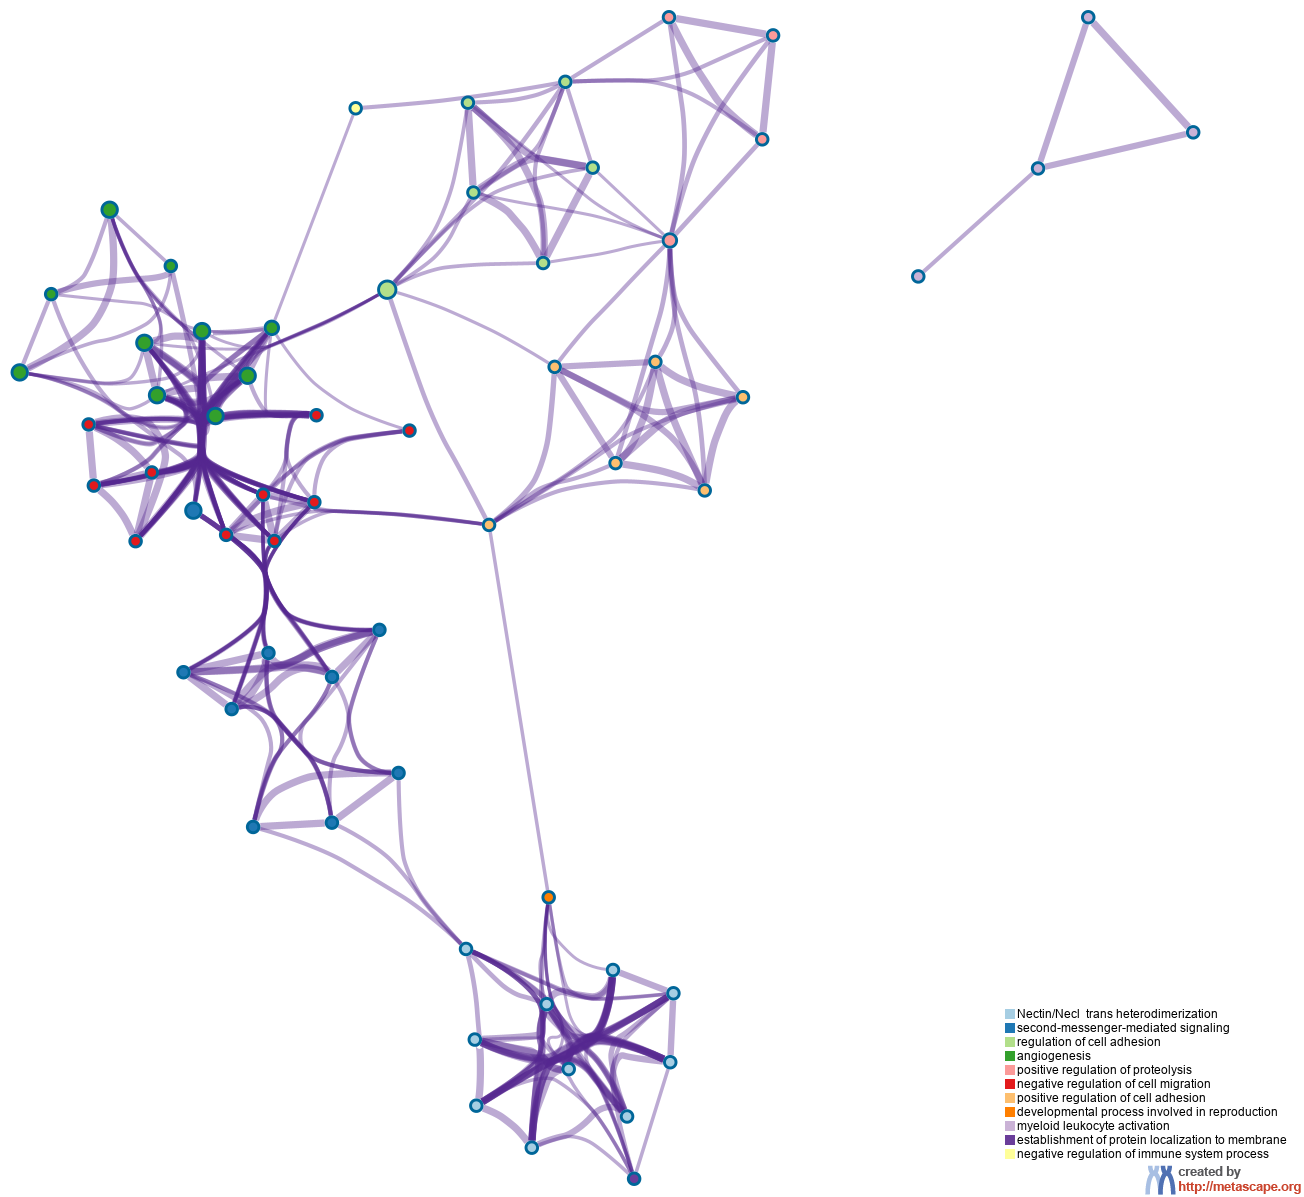 Nectin/Necl  trans heterodimerization
second-messenger-mediated signaling
regulation of cell adhesion
angiogenesis
positive regulation of proteolysis
negative regulation of cell migration
positive regulation of cell adhesion
developmental process involved in reproduction
myeloid leukocyte activation
establishment of protein localization to membrane
negative regulation of immune system process
created by
http://metascape.org